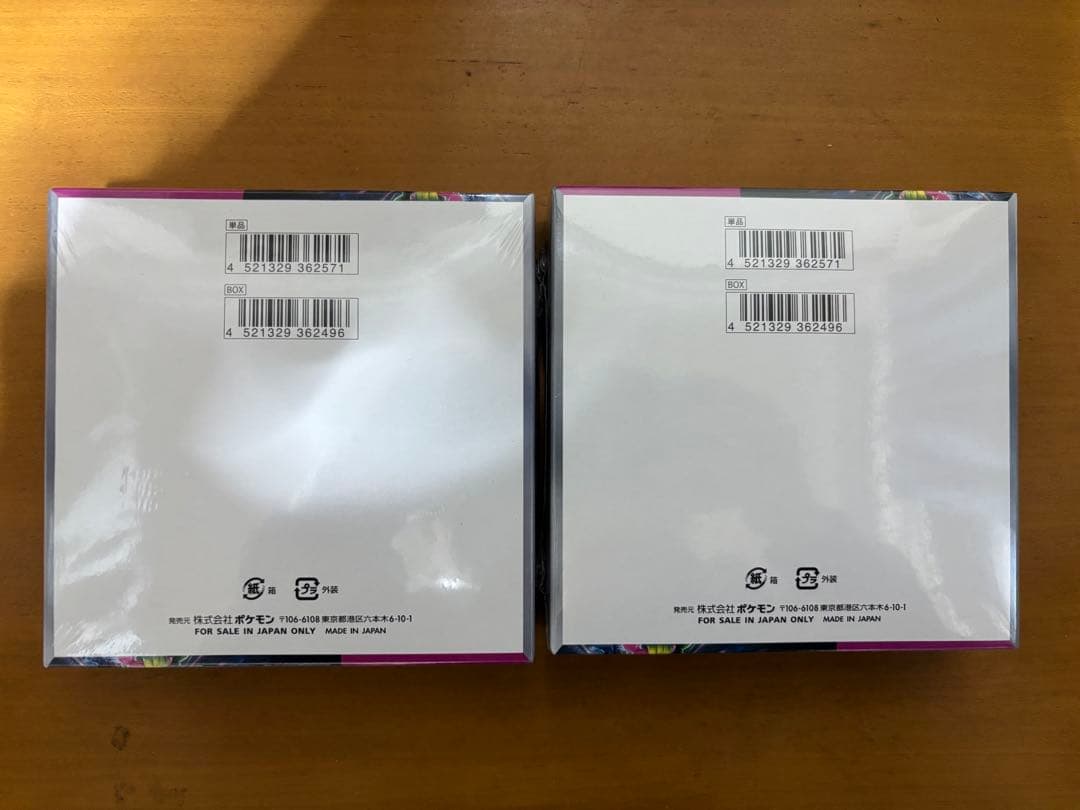 単品
4 521329 362571
BOX
4 521329 362496
紙 箱 プラ 外装
発売元 株式会社 ポケモン 〒106-6108 東京都港区六本木6-10-1
FOR SALE IN JAPAN ONLY MADE IN JAPAN
単品
4 521329 362571
BOX
4 521329 362496
紙 箱 プラ 外装
発売元 株式会社 ポケモン 〒106-6108 東京都港区六本木6-10-1
FOR SALE IN JAPAN ONLY MADE IN JAPAN